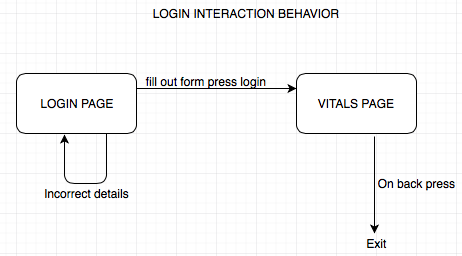 LOGIN INTERACTION BEHAVIOR
fill out form press login
LOGIN PAGE
VITALS PAGE
On back press
Incorrect details
Exit